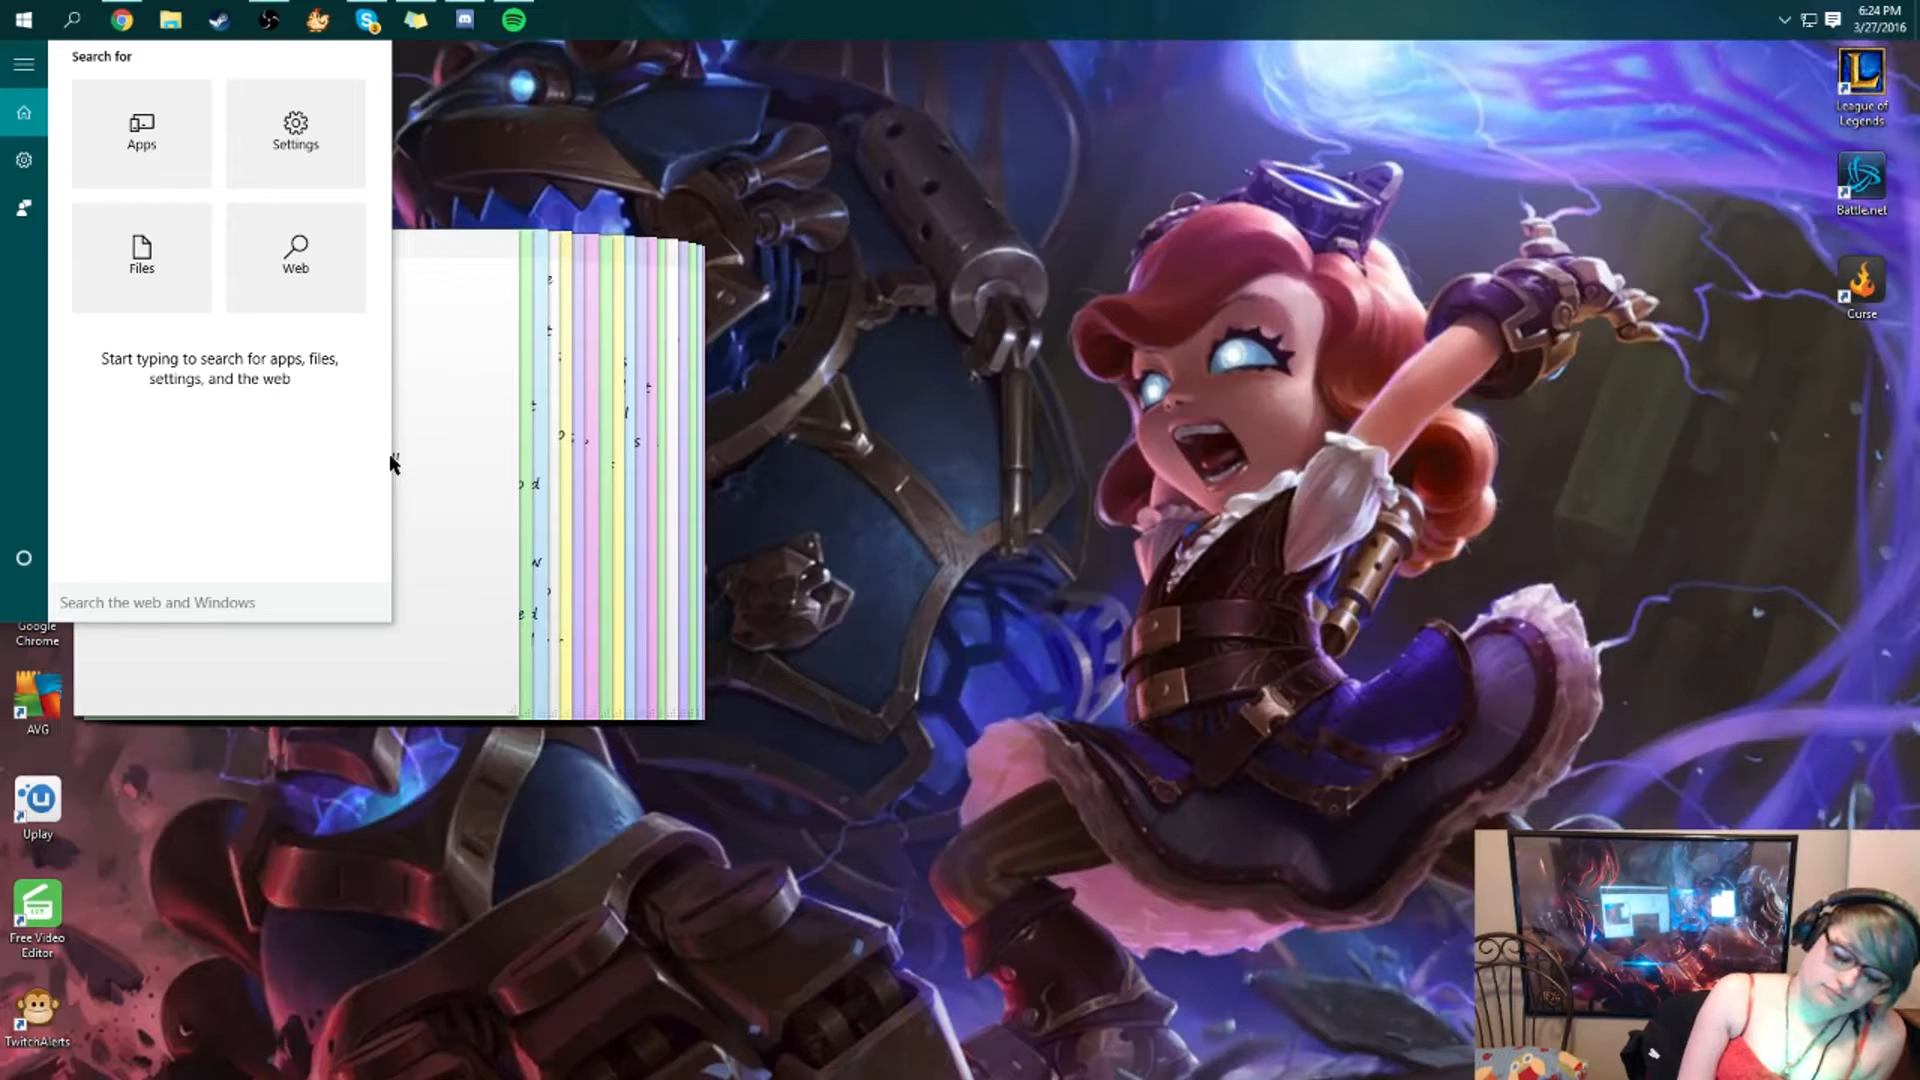 6:24 PM
3/27/2016
Search for
Apps
Settings
Files
Web
Start typing to search for apps, files,
settings, and the web
Search the web and Windows
Google
Chrome
AVG
Uplay
Free Video
Editor
TwitchAlerts
League of
Legends
Battle.net
Curse